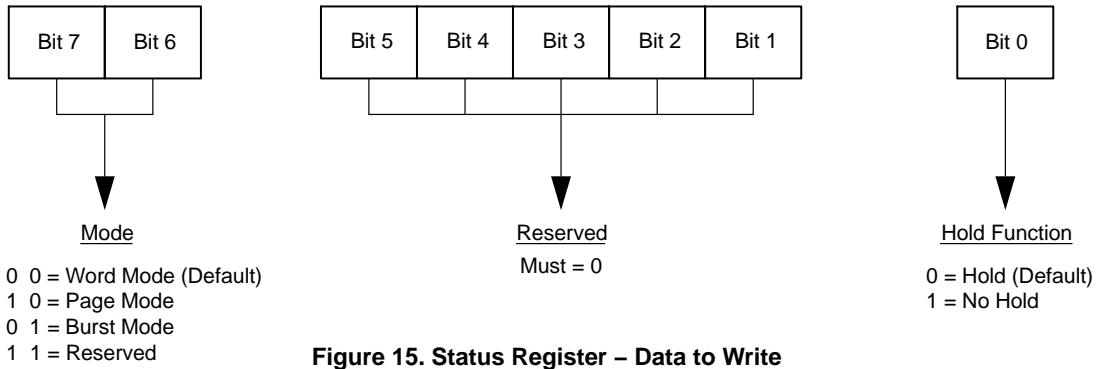 Bit 7 Bit 6 Bit 5 Bit 4 Bit 3 Bit 2 Bit 1 Bit 0
Mode
0 0 = Word Mode (Default)
1 0 = Page Mode
0 1 = Burst Mode
1 1 = Reserved
Reserved
Must = 0
Hold Function
0 = Hold (Default)
1 = No Hold
Figure 15. Status Register – Data to Write